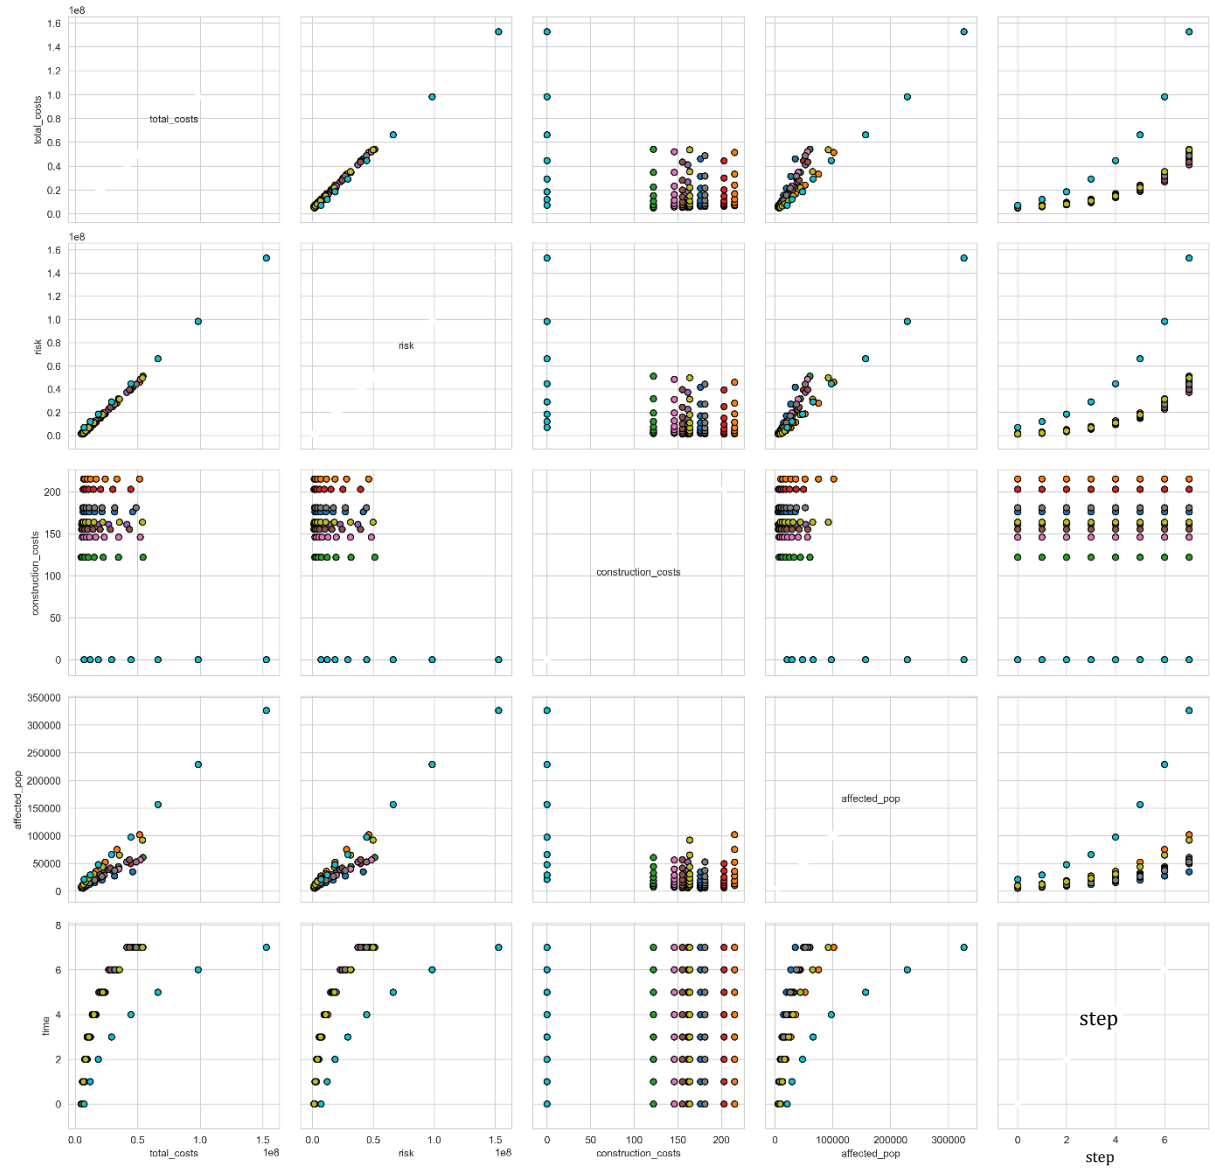 1e8
1.6
1.4
1.2
1.0
0.8
0.6
0.4
0.2
0.0
total_costs
total_costs
1e8
1.6
1.4
1.2
1.0
0.8
0.6
0.4
0.2
0.0
risk
risk
200
150
100
50
0
construction_costs
construction_costs
350000
300000
250000
200000
150000
100000
50000
0
affected_pop
affected_pop
8
6
4
2
0
time
step
0.0 0.5 1.0 1.5 0.0 0.5 1.0 1.5 0 50 100 150 200 0 100000 200000 300000 0 2 4 6
total_costs 1e8 risk 1e8 construction_costs affected_pop step